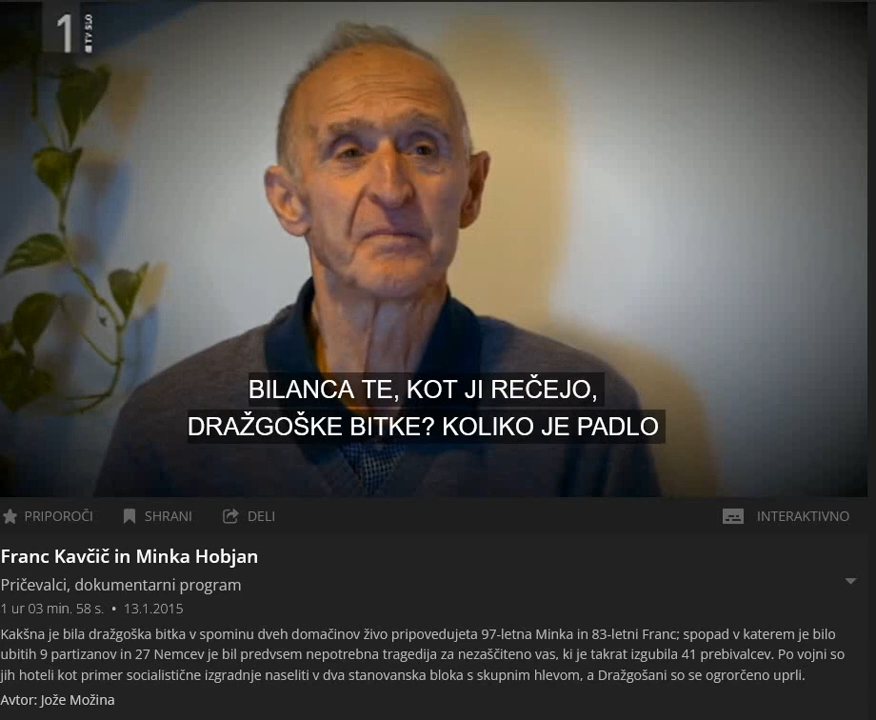 1 TV SLO
BILANCA TE, KOT JI REČEJO,
DRAŽGOŠKE BITKE? KOLIKO JE PADLO
PRIPOROČI SHRANI DELI INTERAKTIVNO
Franc Kavčič in Minka Hobjan
Pričevalci, dokumentarni program
1 ur 03 min. 58 s. • 13.1.2015
Kakšna je bila dražgoška bitka v spominu dveh domačinov živo pripovedujeta 97-letna Minka in 83-letni Franc; spopad v katerem je bilo
ubitih 9 partizanov in 27 Nemcev je bil predvsem nepotrebna tragedija za nezaščiteno vas, ki je takrat izgubila 41 prebivalcev. Po vojni so
jih hoteli kot primer socialistične izgradnje naseliti v dva stanovanska bloka s skupnim hlevom, a Dražgošani so se ogrorčeno uprli.
Avtor: Jože Možina